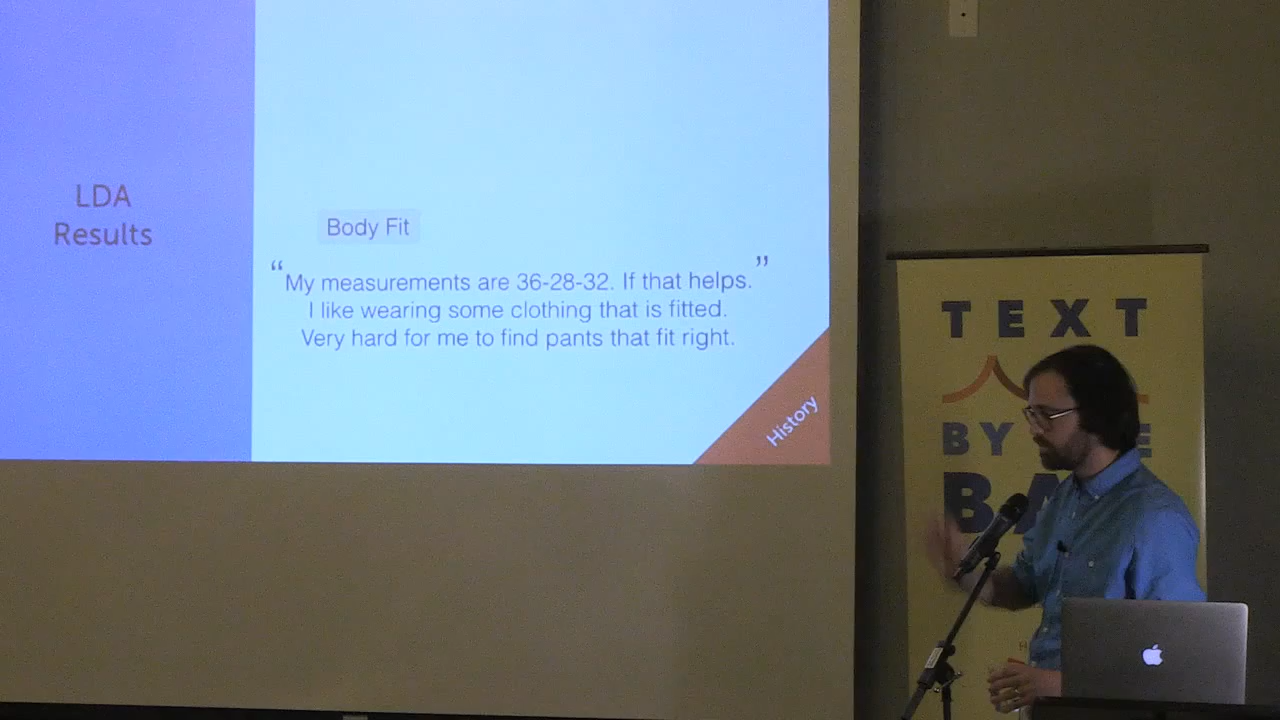 LDA
Results
Body Fit
“My measurements are 36-28-32. If that helps.”
I like wearing some clothing that is fitted.
Very hard for me to find pants that fit right.
History
TEXT
BY